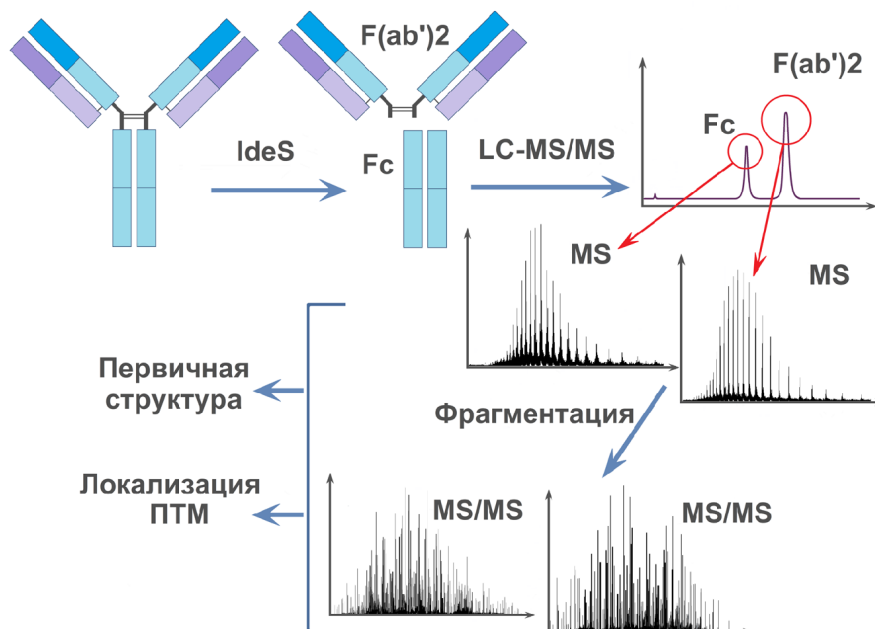 F(ab')2
IdeS
Fc
LC-MS/MS
F(ab')2
Fc
MS
MS
Первичная
структура
Фрагментация
Локализация
ПТМ
MS/MS
MS/MS